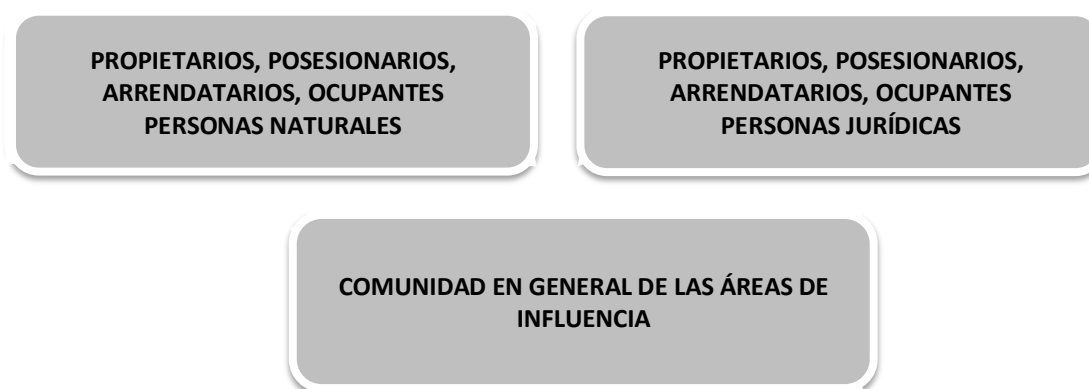 PROPIETARIOS, POSESIONARIOS,
ARRENDATARIOS, OCUPANTES
PERSONAS NATURALES
PROPIETARIOS, POSESIONARIOS,
ARRENDATARIOS, OCUPANTES
PERSONAS JURÍDICAS
COMUNIDAD EN GENERAL DE LAS ÁREAS DE
INFLUENCIA